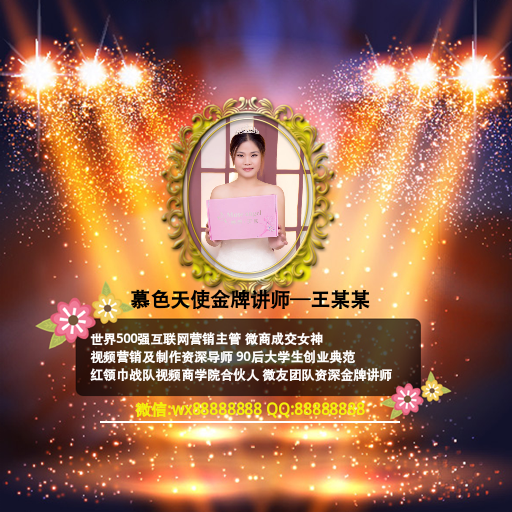 慕色天使金牌讲师—王某某
世界500强互联网营销主管 微商成交女神
视频营销及制作资深导师 90后大学生创业典范
红领巾战队视频商学院合伙人 微友团队资深金牌讲师
微信:wx88888888 QQ:88888888